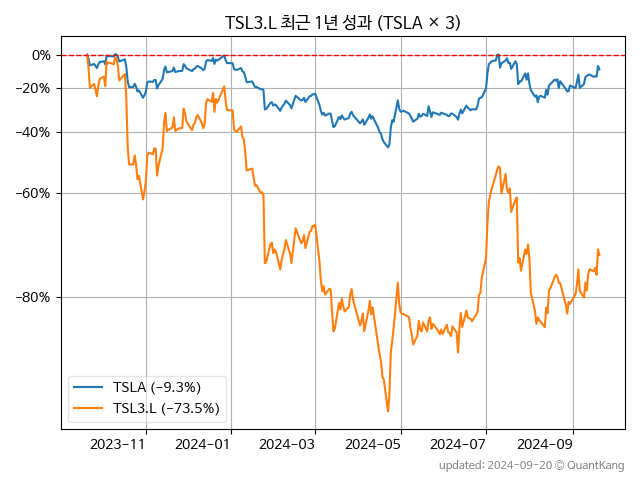 TSL3.L 최근 1년 성과 (TSLA × 3)
0%
−20%
−40%
−60%
−80%
TSLA (−9.3%)
TSL3.L (−73.5%)
2023−11
2024−01
2024−03
2024−05
2024−07
2024−09
updated: 2024−09−20 © QuantKang